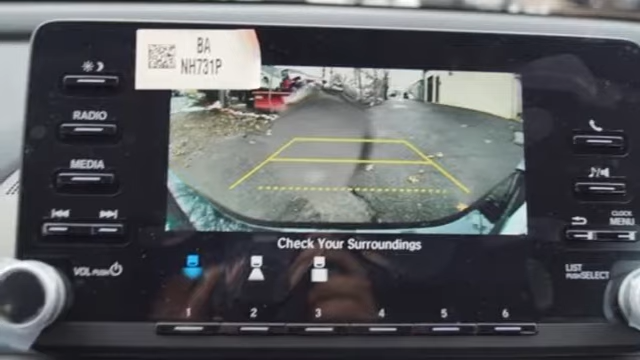 BA
NH731P
RADIO
MEDIA
VOL PUSH
Check Your Surroundings
CLOCK
MENU
LIST
PUSH SELECT
1 2 3 4 5 6